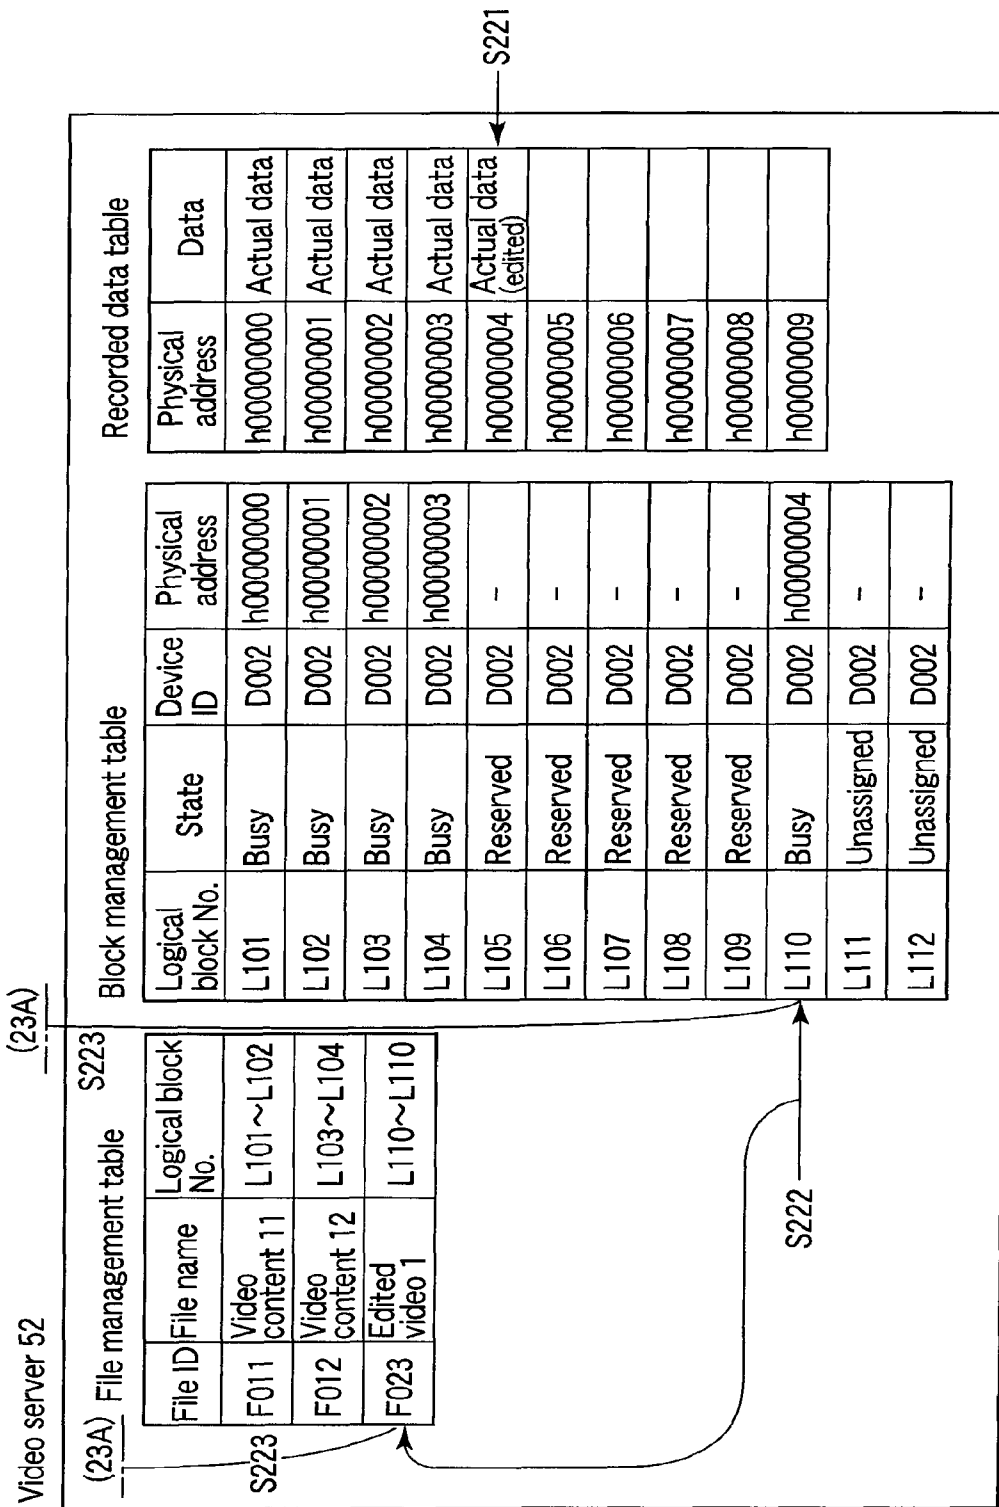 Video server 52
(23A)
(23A)
S223
S223
File management table
File ID File name Logical block No.
F011 Video content 11 L101~L102
F012 Video content 12 L103~L104
F023 Edited video 1 L110~L110
S222
Block management table
Logical block No. State Device ID Physical address
L101 Busy D002 h00000000
L102 Busy D002 h00000001
L103 Busy D002 h00000002
L104 Busy D002 h00000003
L105 Reserved D002 -
L106 Reserved D002 -
L107 Reserved D002 -
L108 Reserved D002 -
L109 Reserved D002 -
L110 Busy D002 h00000004
L111 Unassigned D002 -
L112 Unassigned D002 -
Recorded data table
Physical address Data
h00000000 Actual data
h00000001 Actual data
h00000002 Actual data
h00000003 Actual data
h00000004 Actual data (edited)
h00000005
h00000006
h00000007
h00000008
h00000009
S221